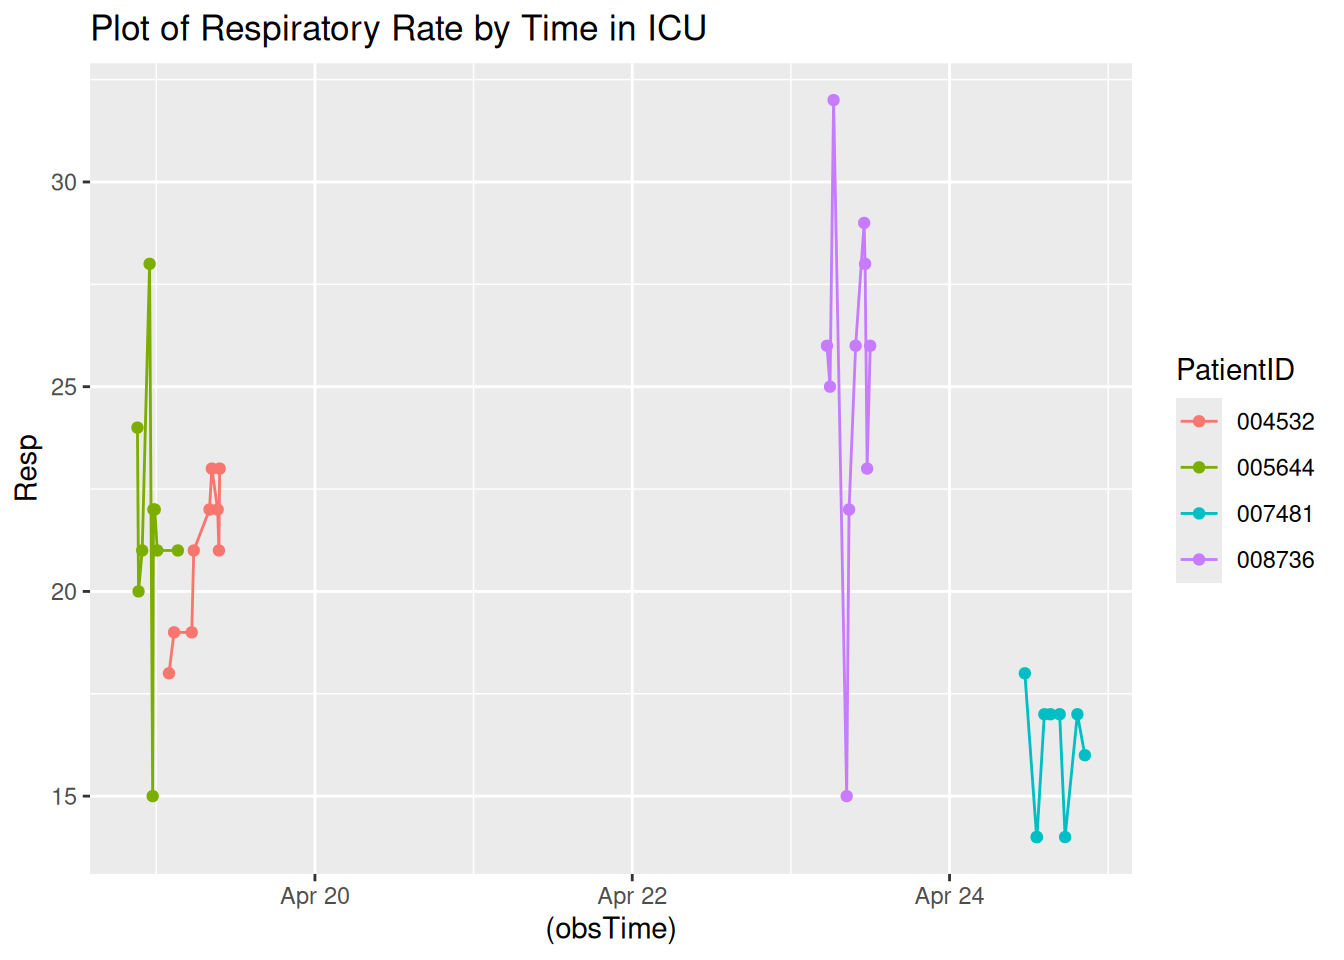 Plot of Respiratory Rate by Time in ICU
30
25
20
15
Resp
Apr 20
Apr 22
Apr 24
(obsTime)
PatientID
004532
005644
007481
008736